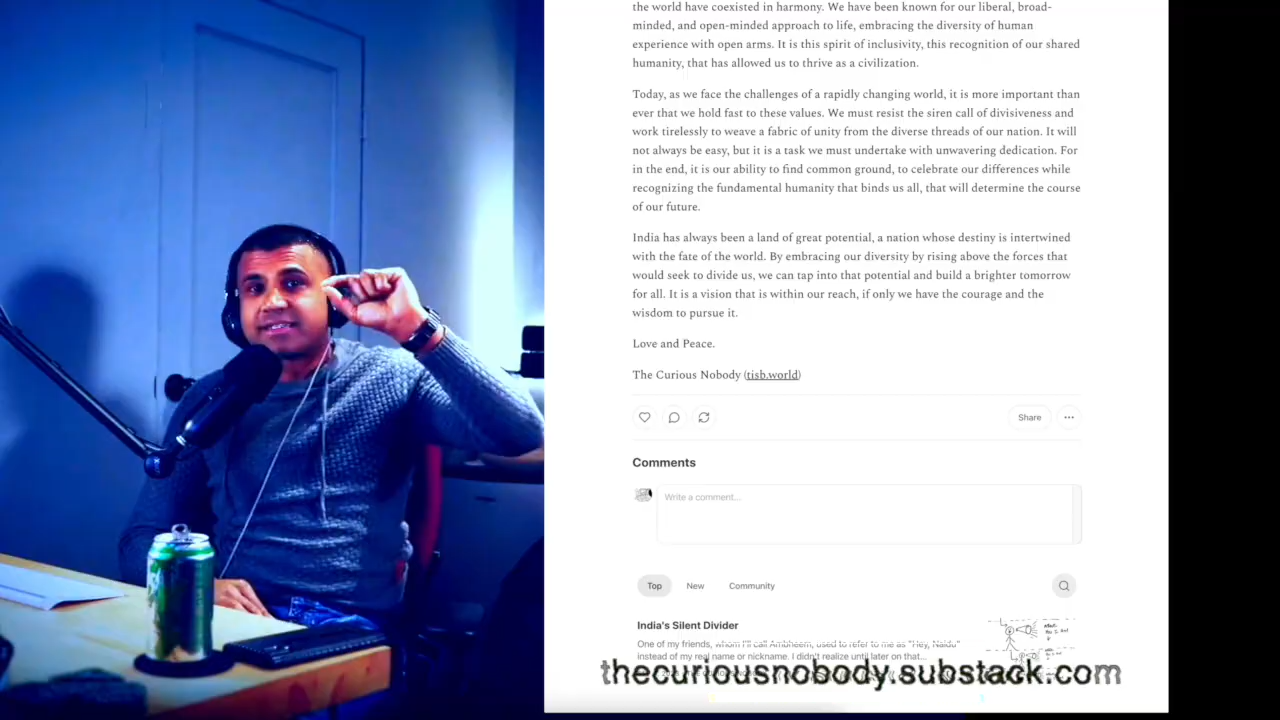 the world have coexisted in harmony. We have been known for our liberal, broad-
minded, and open-minded approach to life, embracing the diversity of human
experience with open arms. It is this spirit of inclusivity, this recognition of our shared
humanity, that has allowed us to thrive as a civilization.
Today, as we face the challenges of a rapidly changing world, it is more important than
ever that we hold fast to these values. We must resist the siren call of divisiveness and
work tirelessly to weave a fabric of unity from the diverse threads of our nation. It will
not always be easy, but it is a task we must undertake with unwavering dedication. For
in the end, it is our ability to find common ground, to celebrate our differences while
recognizing the fundamental humanity that binds us all, that will determine the course
of our future.
India has always been a land of great potential, a nation whose destiny is intertwined
with the fate of the world. By embracing our diversity by rising above the forces that
would seek to divide us, we can tap into that potential and build a brighter tomorrow
for all. It is a vision that is within our reach, if only we have the courage and the
wisdom to pursue it.
Love and Peace.
The Curious Nobody (tisb.world)
Share
Comments
Write a comment...
Top New Community
India's Silent Divider
One of my friends, whom I'll call Ambheem, used to refer to me as "Hey, Naidu"
instead of my real name or nickname. I didn't realize until later on that...
thecuriousnobody.substack.com